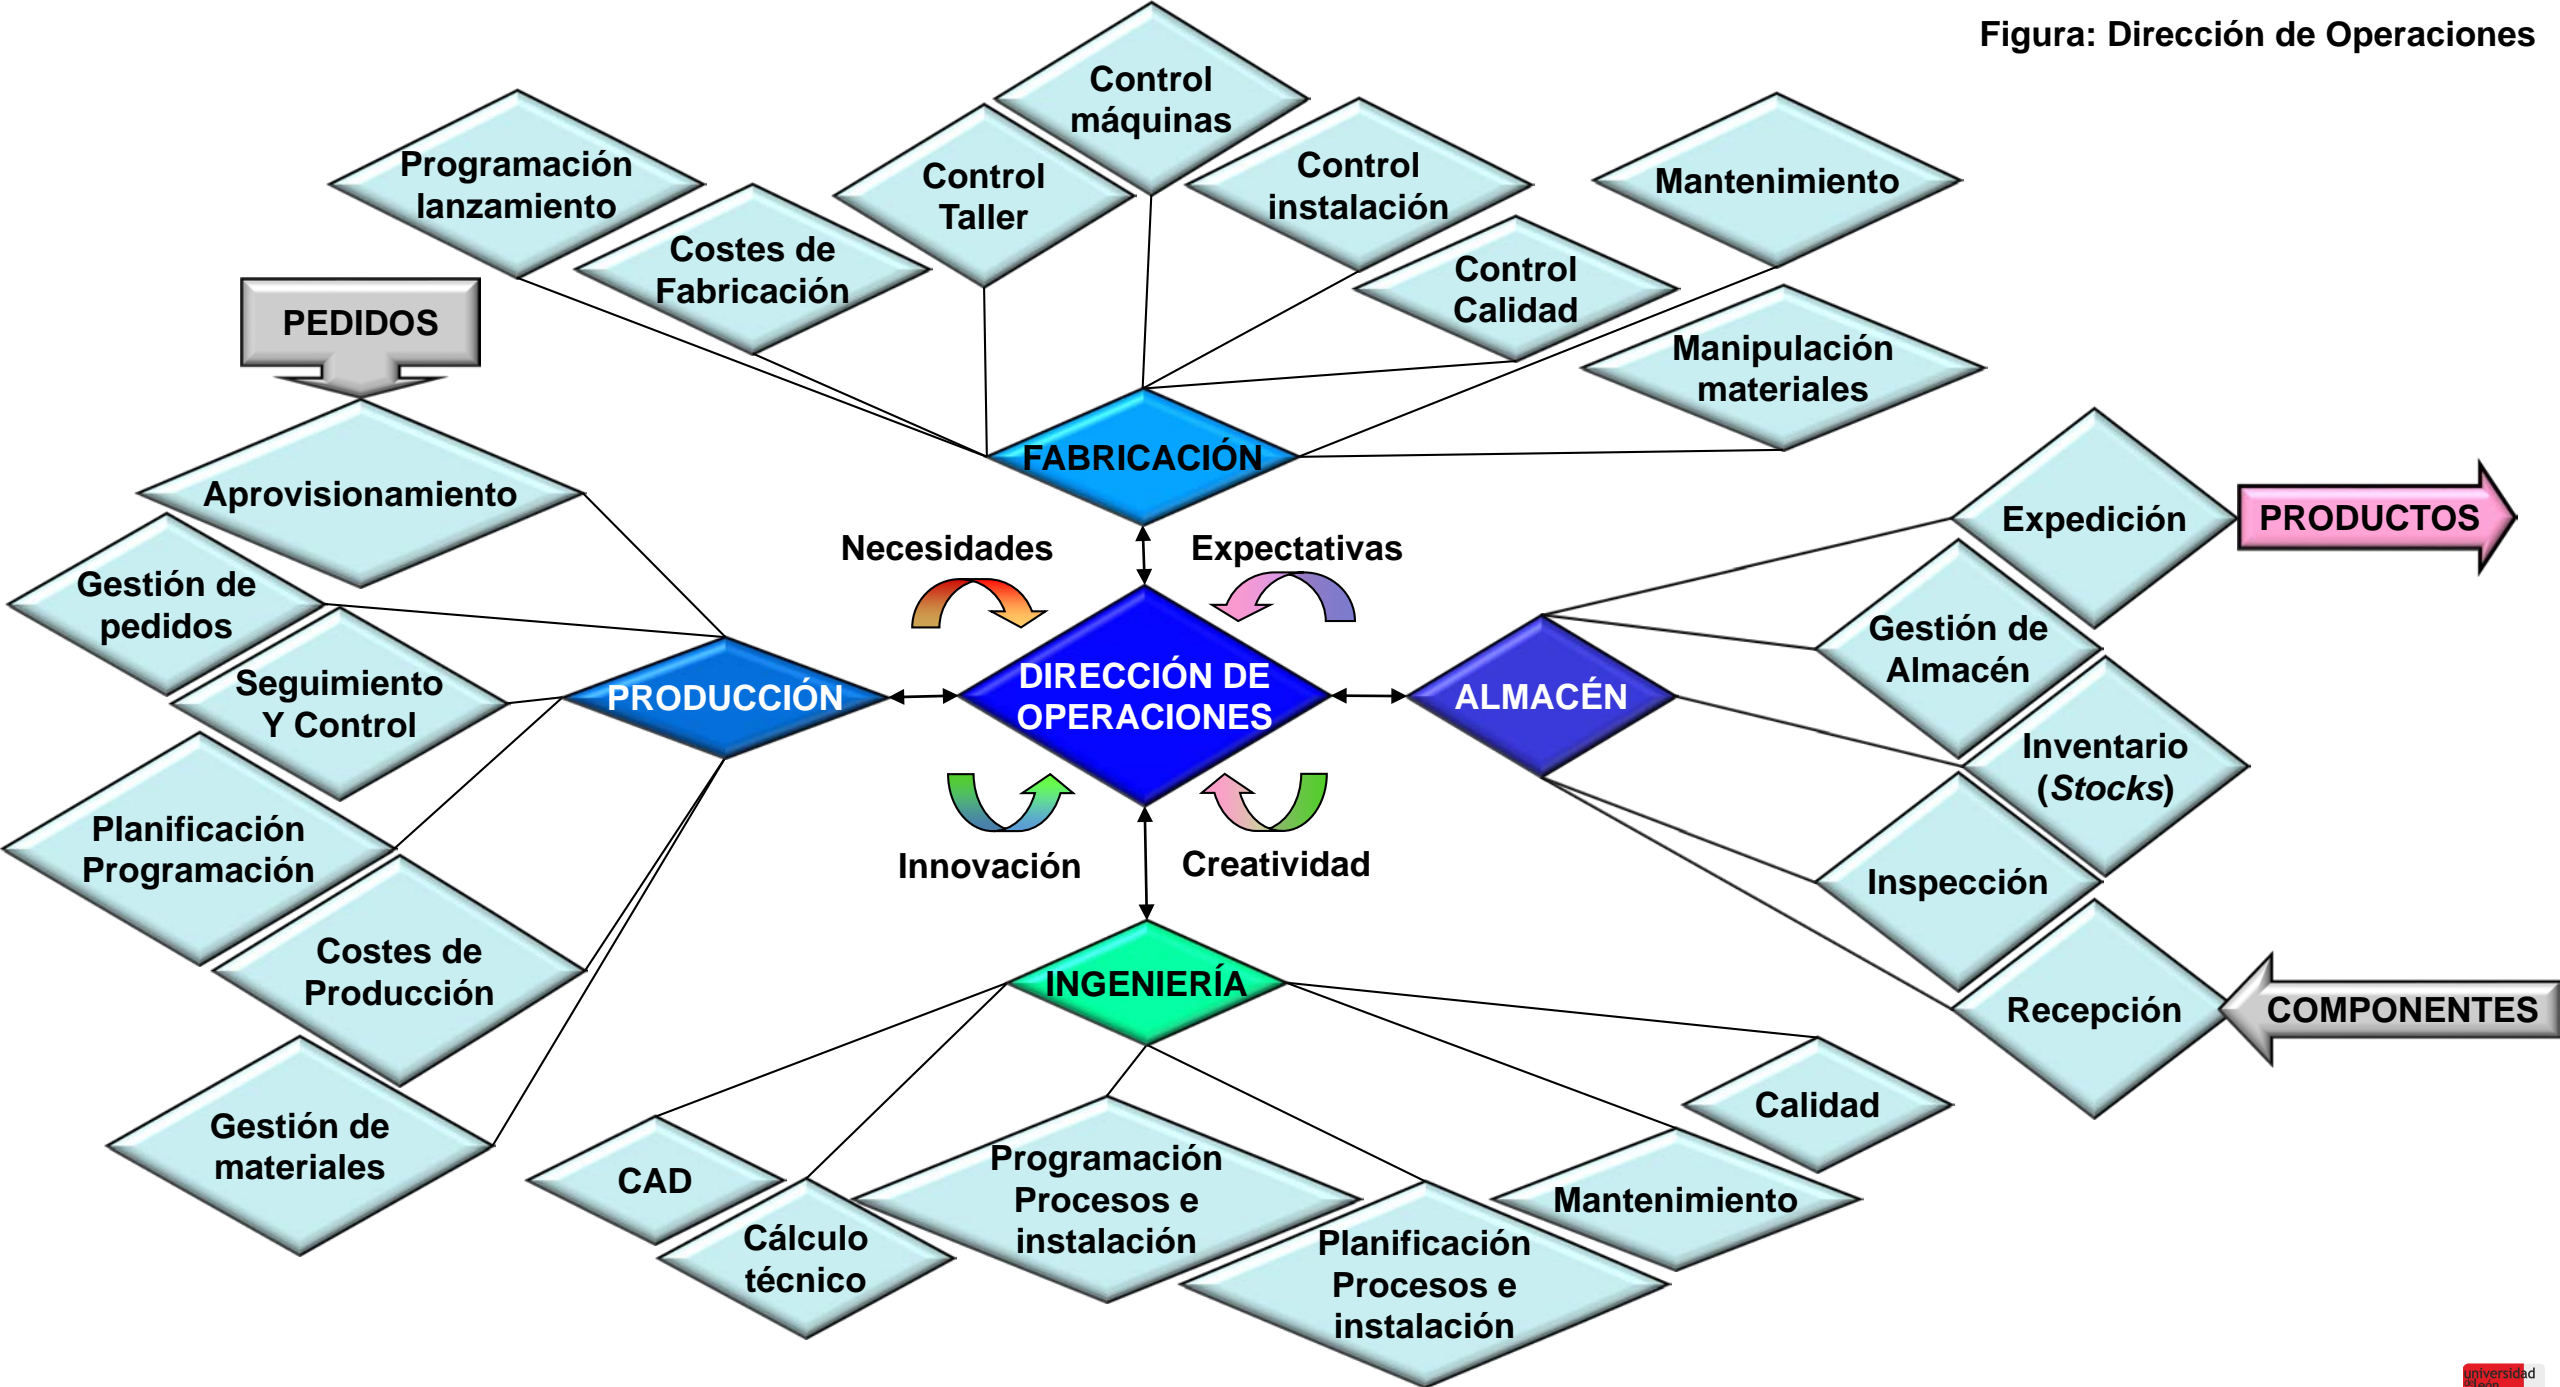 Figura: Dirección de Operaciones
Control
máquinas
Programación
lanzamiento
Control
Taller
Control
instalación
Mantenimiento
Costes de
Fabricación
Control
Calidad
PEDIDOS
Manipulación
materiales
FABRICACIÓN
Aprovisionamiento
Expedición
PRODUCTOS
Necesidades
Expectativas
Gestión de
pedidos
Gestión de
Almacén
Seguimiento
Y Control
PRODUCCIÓN
DIRECCIÓN DE
OPERACIONES
ALMACÉN
Inventario
(Stocks)
Planificación
Programación
Innovación
Creatividad
Inspección
Costes de
Producción
INGENIERÍA
Recepción
COMPONENTES
Gestión de
materiales
CAD
Cálculo
técnico
Programación
Procesos e
instalación
Planificación
Procesos e
instalación
Mantenimiento
Calidad
universidad
de león